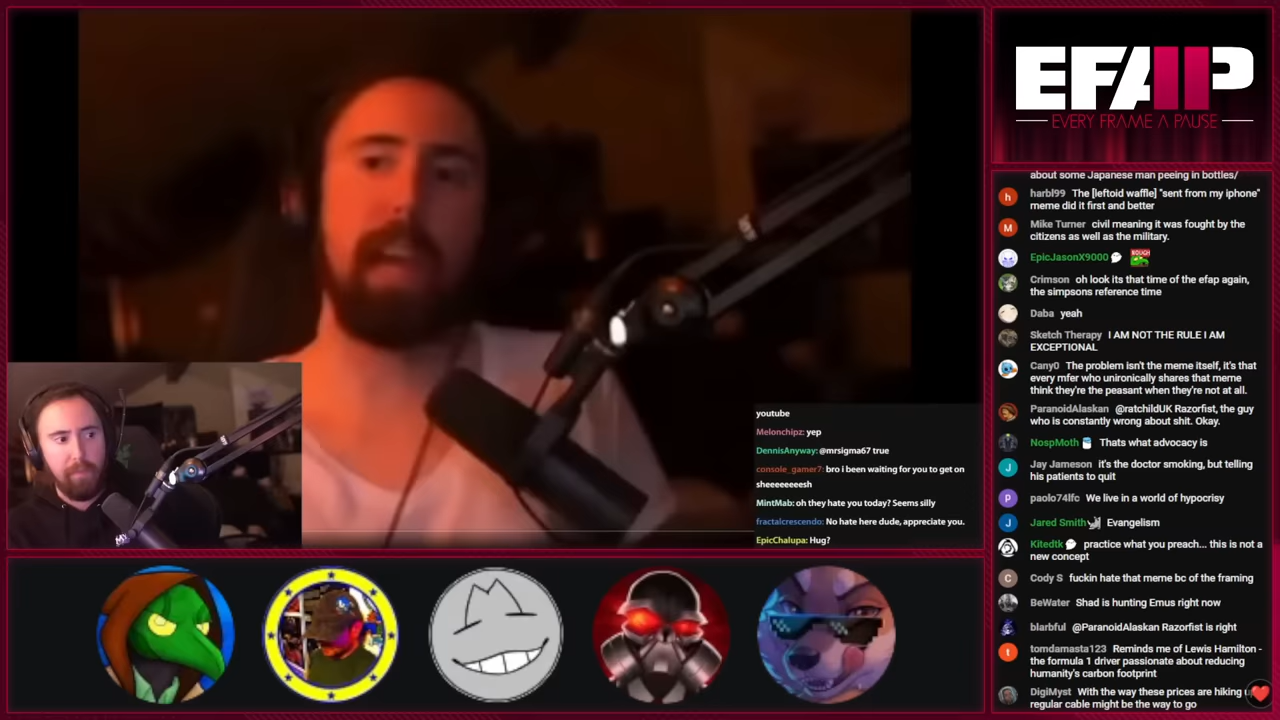 EFAP
EVERY FRAME A PAUSE
about some Japanese man peeing in bottles/
harbl99 The [leftoid waffle] "sent from my iphone"
meme did it first and better
Mike Turner civil meaning it was fought by the
citizens as well as the military.
EpicJasonX9000
Crimson oh look its that time of the efap again,
the simpsons reference time
Daba yeah
Sketch Therapy I AM NOT THE RULE I AM
EXCEPTIONAL
Cany0 The problem isn't the meme itself, it's that
every mfer who unironically shares that meme
think they're the peasant when they're not at all.
ParanoidAlaskan @ratchildUK Razorfist, the guy
who is constantly wrong about shit. Okay.
NospMoth Thats what advocacy is
Jay Jameson it's the doctor smoking, but telling
his patients to quit
paolo74lfc We live in a world of hypocrisy
Jared Smith Evangelism
Kitedtk practice what you preach... this is not a
new concept
Cody S fuckin hate that meme bc of the framing
BeWater Shad is hunting Emus right now
blarbful @ParanoidAlaskan Razorfist is right
tomdamasta123 Reminds me of Lewis Hamilton -
the formula 1 driver passionate about reducing
humanity's carbon footprint
DigiMyst With the way these prices are hiking
regular cable might be the way to go
youtube
Melonchipz: yep
DennisAnyway: @mrsigma67 true
console_gamer7: bro i been waiting for you to get on
sheeeeeeesh
MintMab: oh they hate you today? Seems silly
fractalcrescendo: No hate here dude, appreciate you.
EpicChalupa: Hug?